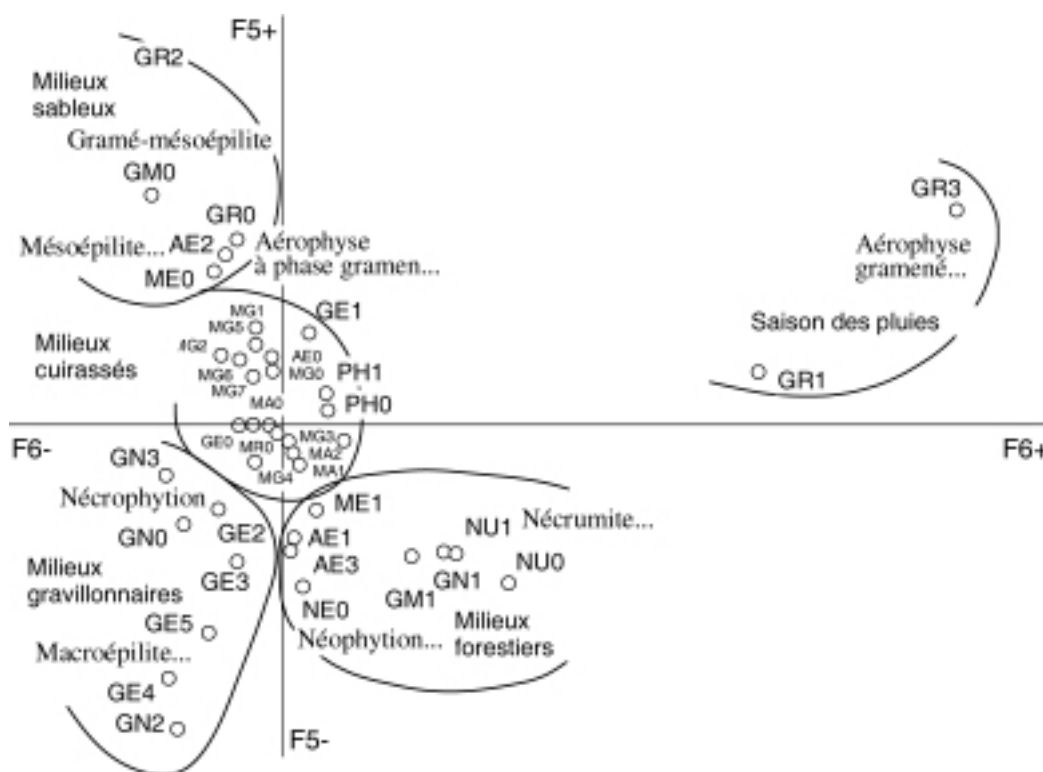 F5+
GR2
Milieux
sableux
Gramé-mésoépilite
GM0
GR3
GR0
Mésoépilite...
AE2
Aérophyse
à phase gramen...
Aérophyse
gramené...
ME0
MG1
GE1
MG5
Saison des pluies
Milieux
cuirassés
MG2
AE0
MG6
MG0
PH1
GR1
MG7
MA0
PH0
F6-
GE0
MR0
MG3
MA2
F6+
GN3
MG4
MA1
Nécrophytion
ME1
NU1
Nécrumite...
GN0
GE2
AE1
Milieux
gravillonnaires
GE3
AE3
GN1
NU0
NE0
GM1
GE5
Néophytion...
Milieux
forestiers
Macroépilite...
GE4
GN2
F5-